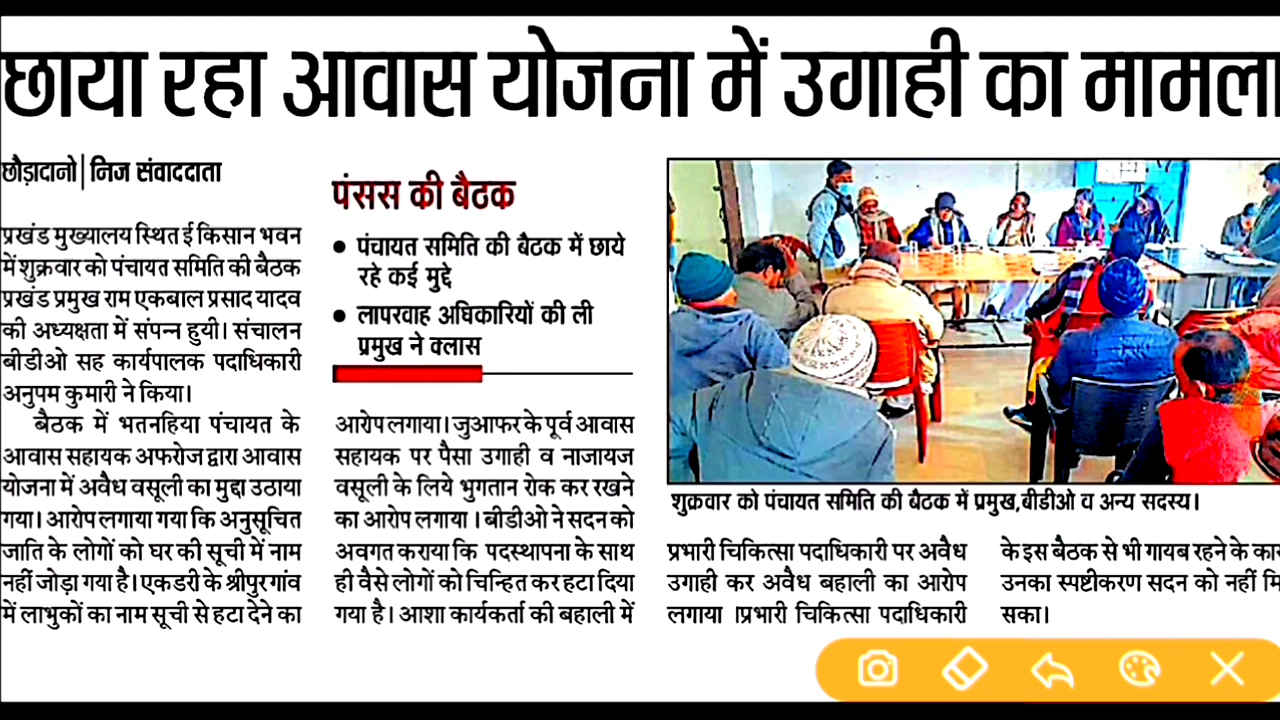 छाया रहा आवास योजना में उगाही का मामला
छौड़ादानो | निज संवाददाता
प्रखंड मुख्यालय स्थित ई किसान भवन
में शुक्रवार को पंचायत समिति की बैठक
प्रखंड प्रमुख राम एकबाल प्रसाद यादव
की अध्यक्षता में संपन्न हुयी। संचालन
बीडीओ सह कार्यपालक पदाधिकारी
अनुपम कुमारी ने किया।
बैठक में भतनहिया पंचायत के
आवास सहायक अफरोज द्वारा आवास
योजना में अवैध वसूली का मुद्दा उठाया
गया। आरोप लगाया गया कि अनुसूचित
जाति के लोगों को घर की सूची में नाम
नहीं जोड़ा गया है। एकडरी के श्रीपुर गांव
में लाभुकों का नाम सूची से हटा देने का
पंसस की बैठक
● पंचायत समिति की बैठक में छाये
रहे कई मुद्दे
● लापरवाह अधिकारियों की ली
प्रमुख ने क्लास
आरोप लगाया। जुआफर के पूर्व आवास
सहायक पर पैसा उगाही व नाजायज
वसूली के लिये भुगतान रोक कर रखने
का आरोप लगाया । बीडीओ ने सदन को
अवगत कराया कि पदस्थापना के साथ
ही वैसे लोगों को चिन्हित कर हटा दिया
गया है। आशा कार्यकर्ता की बहाली में
शुक्रवार को पंचायत समिति की बैठक में प्रमुख,बीडीओ व अन्य सदस्य।
प्रभारी चिकित्सा पदाधिकारी पर अवैध
उगाही कर अवैध बहाली का आरोप
लगाया ।प्रभारी चिकित्सा पदाधिकारी
के इस बैठक से भी गायब रहने के
उनका स्पष्टीकरण सदन को नहीं
सका।